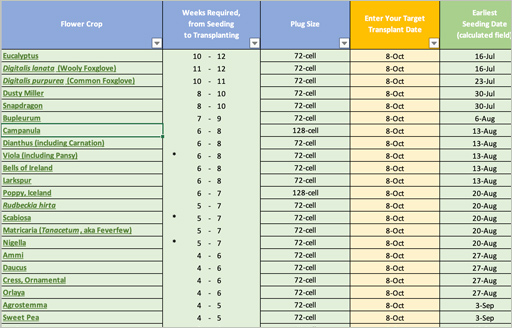 Flower Crop Weeks Required, from Seeding to Transplanting Plug Size Enter Your Target Transplant Date Earliest Seeding Date (calculated field
Eucalyptus 10 - 12 72-cell 8-Oct 16-Jul
Digitalis lanata (Wooly Foxglove) 11 - 12 72-cell 8-Oct 16-Jul
Digitalis purpurea (Common Foxglove) 10 - 11 72-cell 8-Oct 23-Jul
Dusty Miller 8 - 10 72-cell 8-Oct 30-Jul
Snapdragon 8 - 10 72-cell 8-Oct 30-Jul
Bupleurum 7 - 9 72-cell 8-Oct 6-Aug
Campanula 6 - 8 128-cell 8-Oct 13-Aug
Dianthus (including Carnation) 6 - 8 72-cell 8-Oct 13-Aug
Viola (including Pansy) * 6 - 8 72-cell 8-Oct 13-Aug
Bells of Ireland 6 - 8 72-cell 8-Oct 13-Aug
Larkspur 6 - 8 72-cell 8-Oct 13-Aug
Poppy, Iceland 6 - 7 128-cell 8-Oct 20-Aug
Rudbeckia hirta 5 - 7 72-cell 8-Oct 20-Aug
Scabiosa * 5 - 7 72-cell 8-Oct 20-Aug
Matricaria (Tanacetum, aka Feverfew) 5 - 7 72-cell 8-Oct 20-Aug
Nigella * 5 - 7 72-cell 8-Oct 20-Aug
Ammi 4 - 6 72-cell 8-Oct 27-Aug
Daucus 4 - 6 72-cell 8-Oct 27-Aug
Cress, Ornamental 4 - 6 72-cell 8-Oct 27-Aug
Orlaya 4 - 6 72-cell 8-Oct 27-Aug
Agrostemma 4 - 5 72-cell 8-Oct 3-Sep
Sweet Pea 4 - 5 72-cell 8-Oct 3-Sep